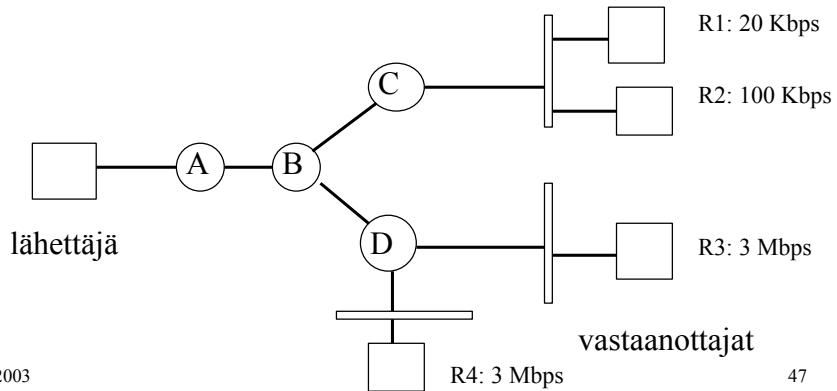 R1: 20 Kbps
C
R2: 100 Kbps
A
B
lähettäjä
D
R3: 3 Mbps
vastaanottajat
2003
R4: 3 Mbps
47